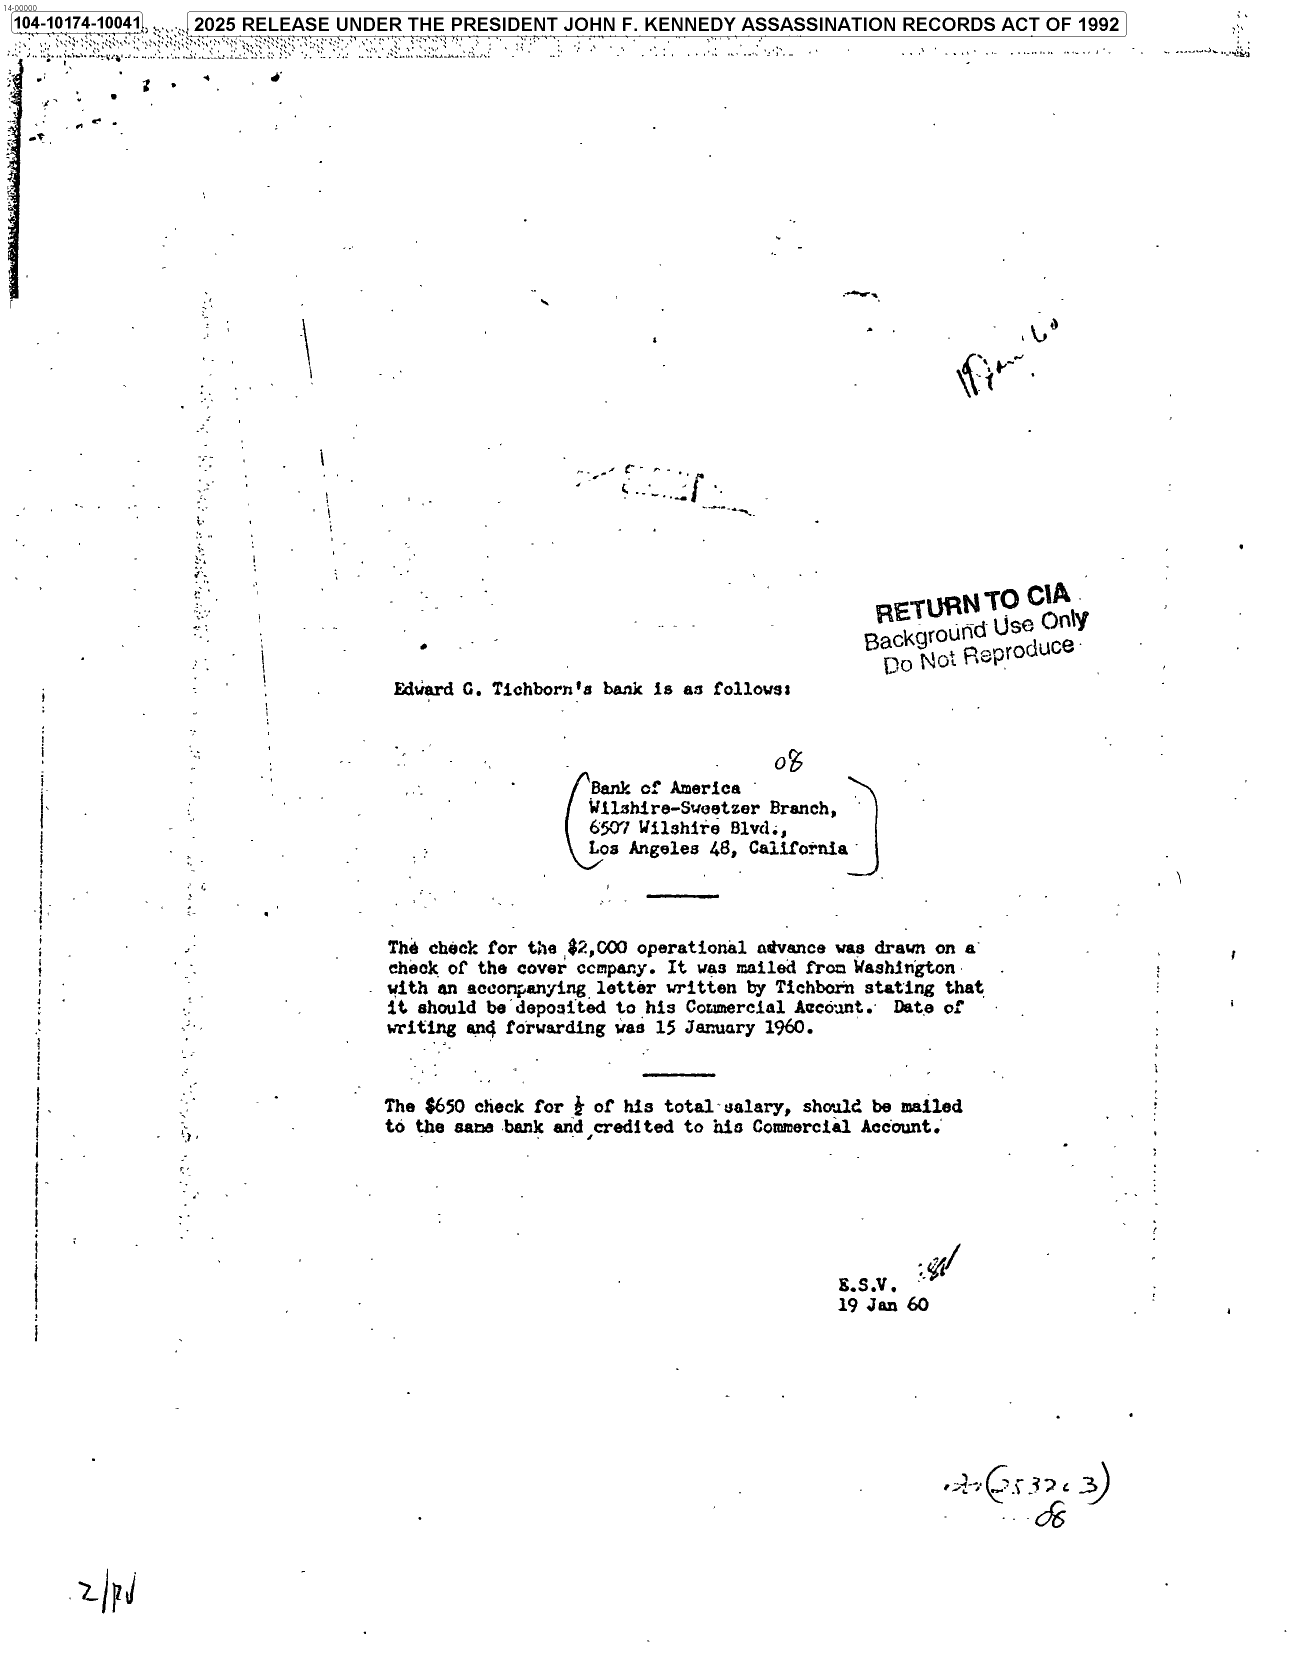 14-00000
104-10174-10041
2025 RELEASE UNDER THE PRESIDENT JOHN F. KENNEDY ASSASSINATION RECORDS ACT OF 1992
19 Jan '60
RETURN TO CIA
Background Use Only
Do Not Reproduce
Edward G. Tichborn's bank is as follows:
08
Bank of America
Wilshire-Sweetzer Branch,
6507 Wilshire Blvd.,
Los Angeles 48, California
The check for the $2,000 operational advance was drawn on a
check of the cover company. It was mailed from Washington
with an accompanying letter written by Tichborn stating that
it should be deposited to his Commercial Account. Date of
writing and forwarding was 15 January 1960.
The $650 check for ½ of his total salary, should be mailed
to the same bank and credited to his Commercial Account.
E.S.V.
19 Jan 60
08